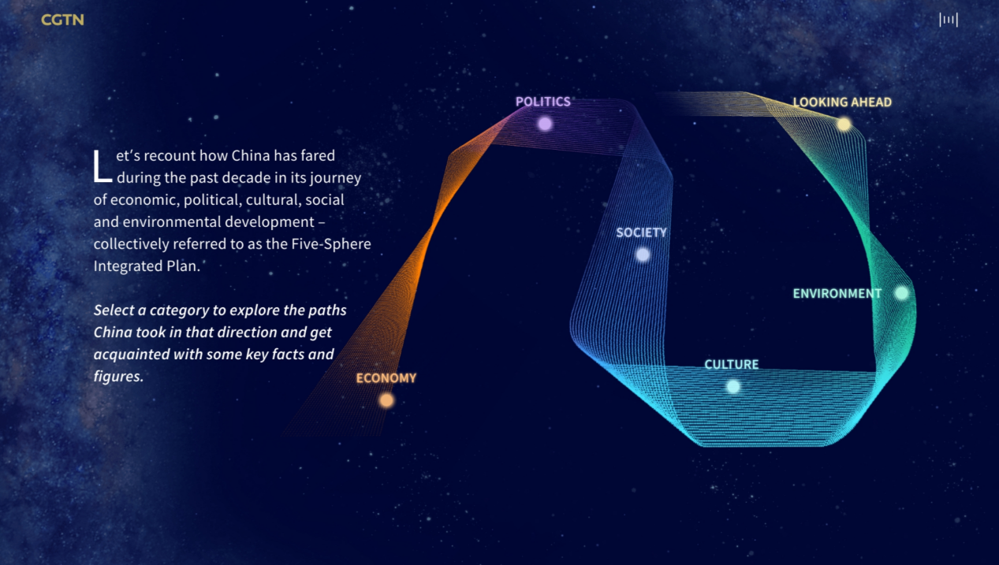 CGTN
Let's recount how China has fared
during the past decade in its journey
of economic, political, cultural, social
and environmental development –
collectively referred to as the Five-Sphere
Integrated Plan.
Select a category to explore the paths
China took in that direction and get
acquainted with some key facts and
figures.
ECONOMY
POLITICS
SOCIETY
CULTURE
ENVIRONMENT
LOOKING AHEAD